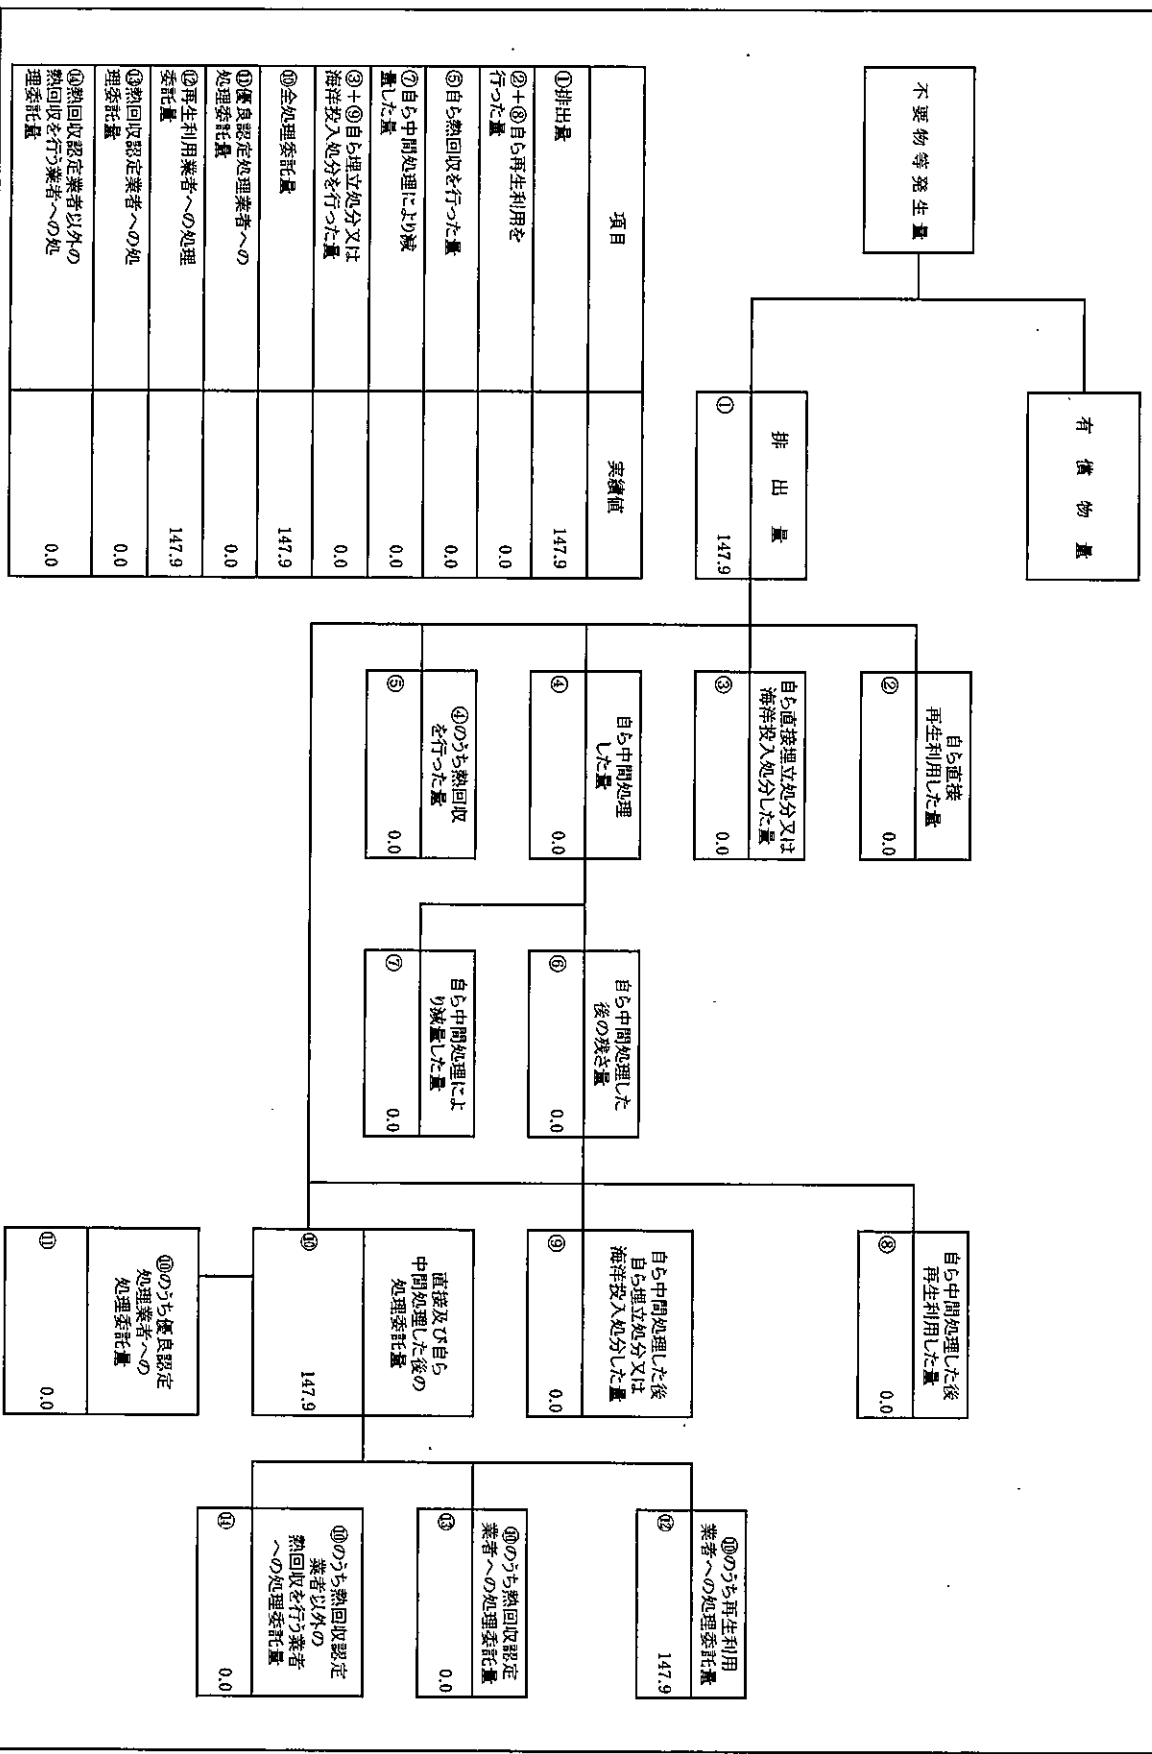 不要物等発生量
有償物量
排出量
① 147.9
自ら直接
再生利用した量
② 0.0
自ら直接埋立処分又は
海洋投入処分した量
③ 0.0
自ら中間処理
した量
④ 0.0
④のうち熱回収
を行った量
⑤ 0.0
自ら中間処理した
後の残さ量
⑥ 0.0
自ら中間処理によ
り減量した量
⑦ 0.0
自ら中間処理した後
再生利用した量
⑧ 0.0
自ら中間処理した後
自ら埋立処分又は
海洋投入処分した量
⑨ 0.0
直接及び自ら
中間処理した後の
処理委託量
⑩ 147.9
⑩のうち優良認定
処理業者への
処理委託量
⑪ 0.0
⑩のうち再生利用
業者への処理委託量
⑫ 147.9
⑩のうち熱回収認定
業者への処理委託量
⑬ 0.0
⑩のうち熱回収認定
業者以外の
熱回収を行う業者
への処理委託量
⑭ 0.0
項目 実績値
①排出量 147.9
②+⑧自ら再生利用を
行った量 0.0
⑤自ら熱回収を行った量 0.0
⑦自ら中間処理により減
量した量 0.0
③+⑨自ら埋立処分又は
海洋投入処分を行った量 0.0
⑩全処理委託量 147.9
⑪優良認定処理業者への
処理委託量 0.0
⑫再生利用業者への処理
委託量 147.9
⑬熱回収認定業者への処
理委託量 0.0
⑭熱回収認定業者以外の
熱回収を行う業者への処
理委託量 0.0